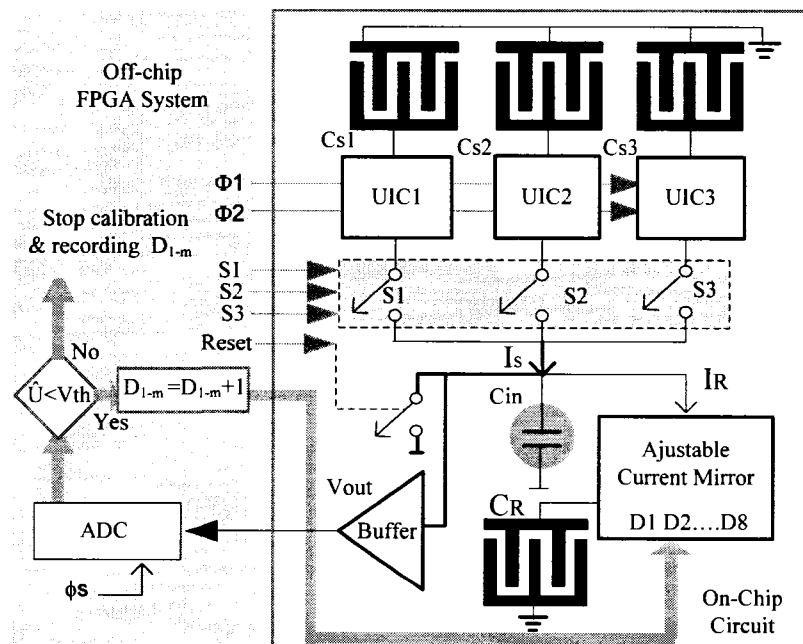 Off-chip
FPGA System
Cs1
Cs2
Cs3
UIC1
UIC2
UIC3
Φ1
Φ2
Stop calibration
& recording D1-m
S1
S2
S3
S1
S2
S3
Reset
No
Is
IR
Û<Vth
Yes
D1-m=D1-m+1
Cin
Ajustable
Current Mirror
D1 D2....D8
Vout
Buffer
CR
ADC
ϕs
On-Chip
Circuit